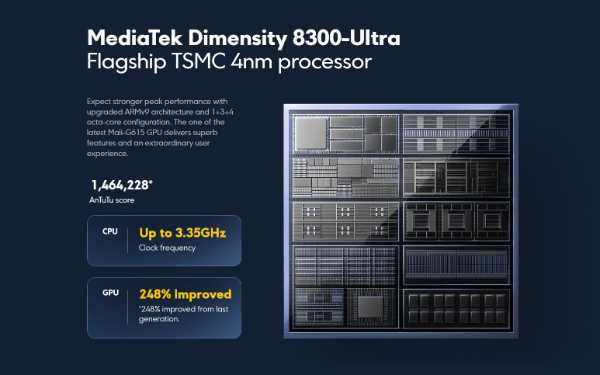 MediaTek Dimensity 8300-Ultra
Flagship TSMC 4nm processor
Expect stronger peak performance with
upgraded ARMv9 architecture and 1+3+4
octa-core configuration. The one of the
latest Mali-G615 GPU delivers superb
features and an extraordinary user
experience.
1,464,228*
AnTuTu score
CPU
Up to 3.35GHz
Clock frequency
GPU
248% Improved
*248% improved from last
generation.